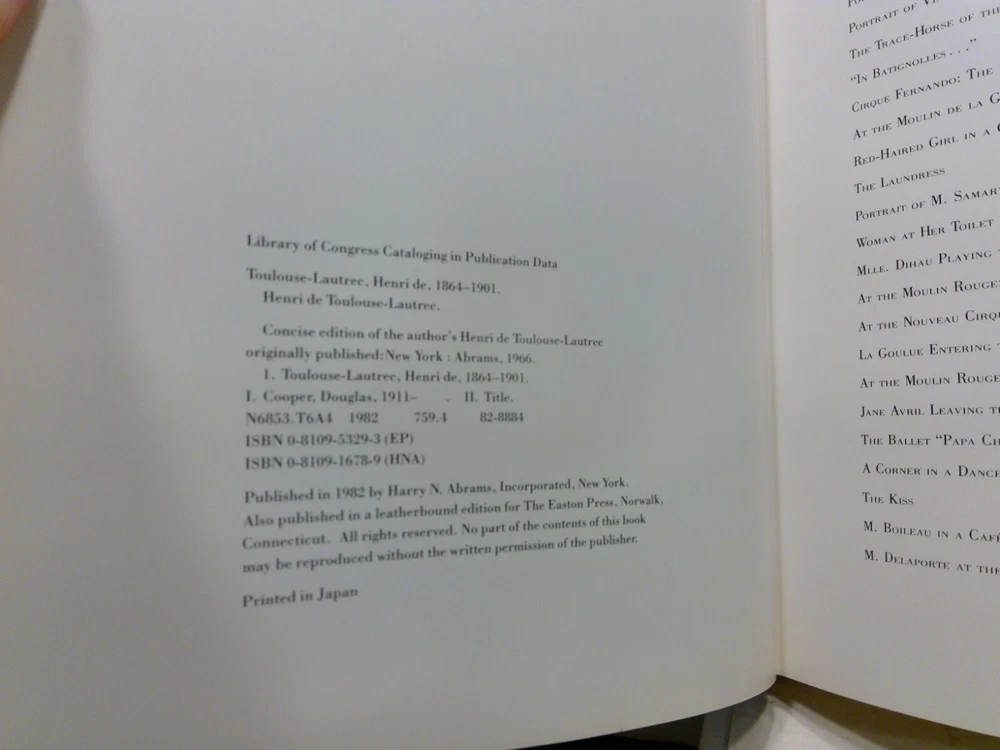 Library of Congress Cataloging in Publication Data
Toulouse-Lautrec, Henri de, 1864–1901.
Henri de Toulouse-Lautrec.
Concise edition of the author's Henri de Toulouse-Lautrec
originally published:New York : Abrams, 1966.
1. Toulouse-Lautrec, Henri de, 1864–1901.
I. Cooper, Douglas, 1911– . II. Title.
N6853.T6A4 1982 759.4 82-8884
ISBN 0-8109-5329-3 (EP)
ISBN 0-8109-1678-9 (HNA)
Published in 1982 by Harry N. Abrams, Incorporated, New York.
Also published in a leatherbound edition for The Easton Press, Norwalk,
Connecticut. All rights reserved. No part of the contents of this book
may be reproduced without the written permission of the publisher.
Printed in Japan
PORTRAIT OF
THE TRACE-HORSE OF THE
“IN BATIGNOLLES . . .”
CIRQUE FERNANDO: THE
AT THE MOULIN DE LA
RED-HAIRED GIRL IN A
THE LAUNDRESS
PORTRAIT OF M.
WOMAN AT HER TOILET
MLLE. DIHAU PLAYING
AT THE MOULIN ROUGE:
AT THE NOUVEAU
LA GOULUE ENTERING
AT THE MOULIN ROUGE
JANE AVRIL LEAVING
THE BALLET “PAPA
A CORNER IN A
THE KISS
M. BOILEAU IN A
M. DELAPORTE AT THE